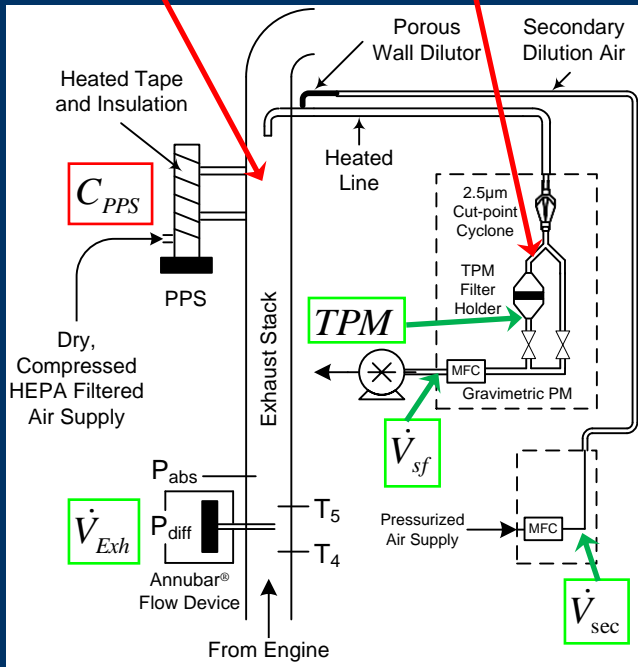 Porous
Wall Dilutor
Secondary
Dilution Air
Heated Tape
and Insulation
Heated
Line
C_PPS
2.5µm
Cut-point
Cyclone
PPS
TPM
Filter
Holder
TPM
Dry,
Compressed
HEPA Filtered
Air Supply
Exhaust Stack
MFC
Gravimetric PM
V̇_sf
P_abs
V̇_Exh
P_diff
T_5
T_4
Pressurized
Air Supply
MFC
Annubar®
Flow Device
V̇_sec
From Engine